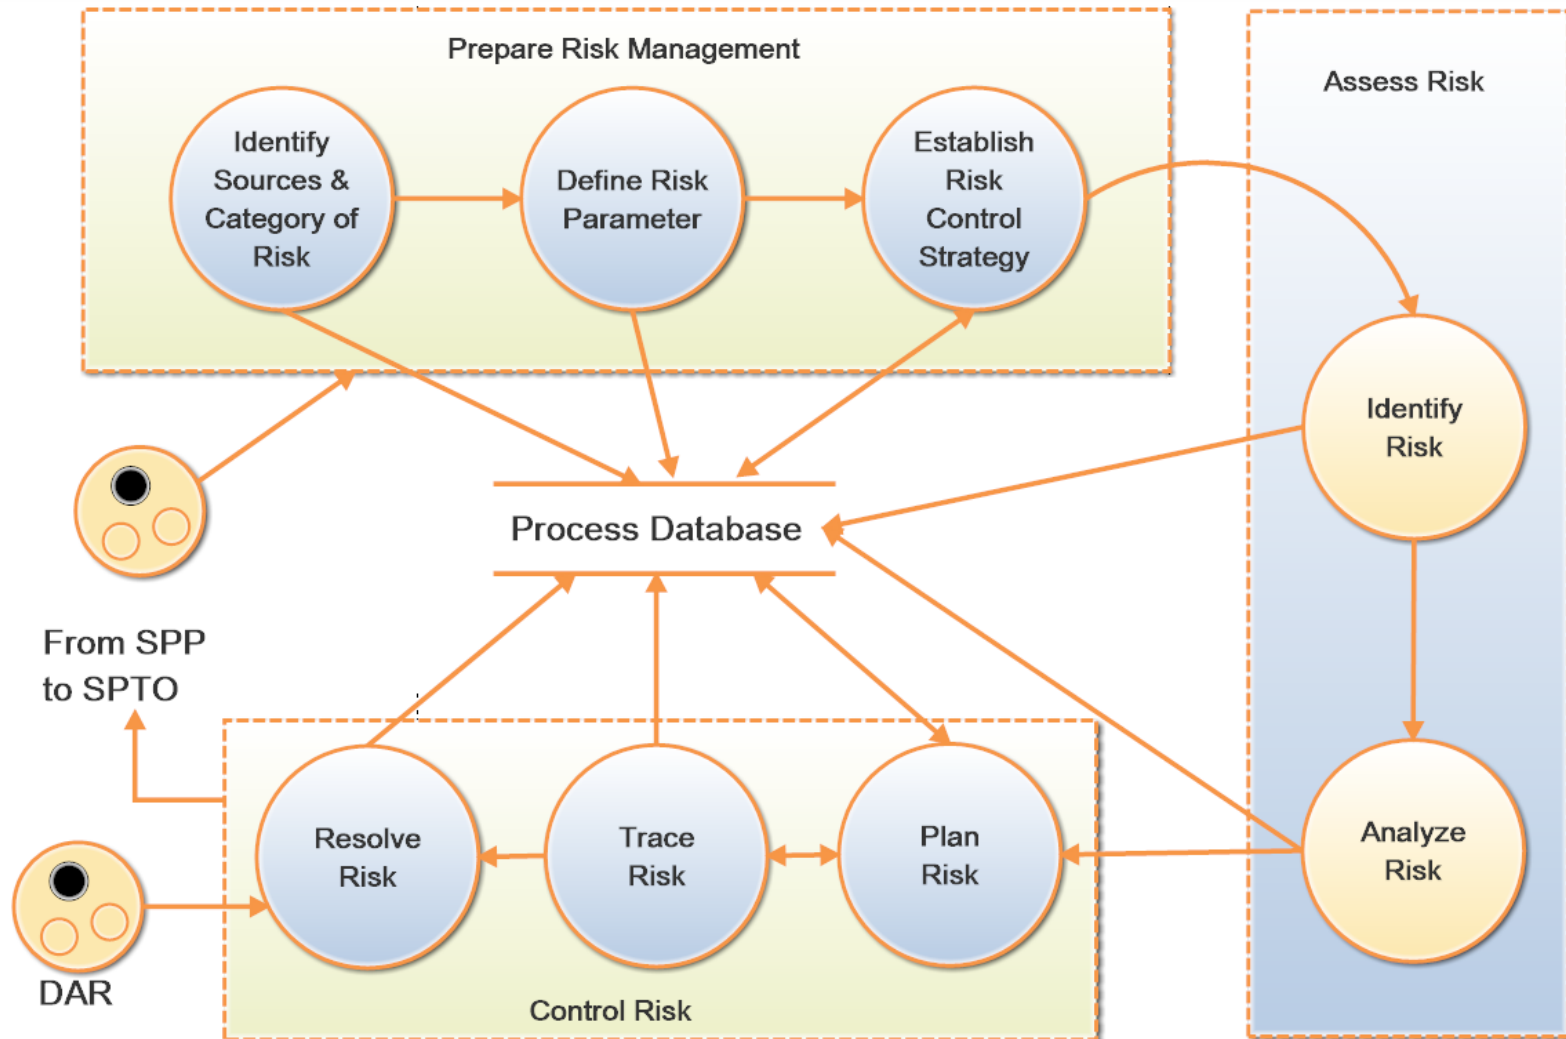 Prepare Risk Management
Assess Risk
Identify
Sources &
Category of
Risk
Define Risk
Parameter
Establish
Risk
Control
Strategy
Identify
Risk
Process Database
From SPP
to SPTO
Resolve
Risk
Trace
Risk
Plan
Risk
Analyze
Risk
DAR
Control Risk